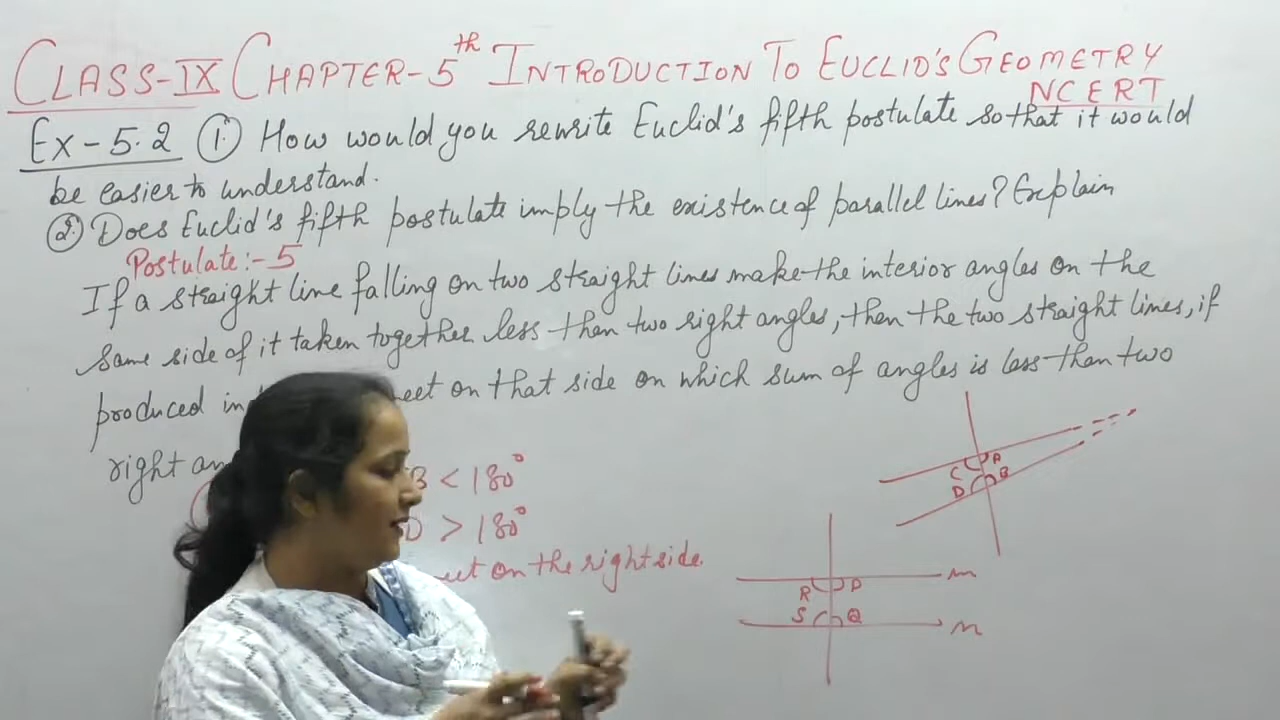 CLASS-IX CHAPTER-5th INTRODUCTION TO EUCLID'S GEOMETRY
NCERT
Ex-5.2 1. How would you rewrite Euclid's fifth postulate so that it would
be easier to understand.
2. Does Euclid's fifth postulate imply the existence of parallel lines? Explain
Postulate:-5
If a straight line falling on two straight lines make the interior angles on the
same side of it taken together less then two right angles, then the two straight lines, if
produced in meet on that side on which sum of angles is less than two
right
B < 180°
D > 180°
on the right side.
C A
D B
m
R P
S Q
n